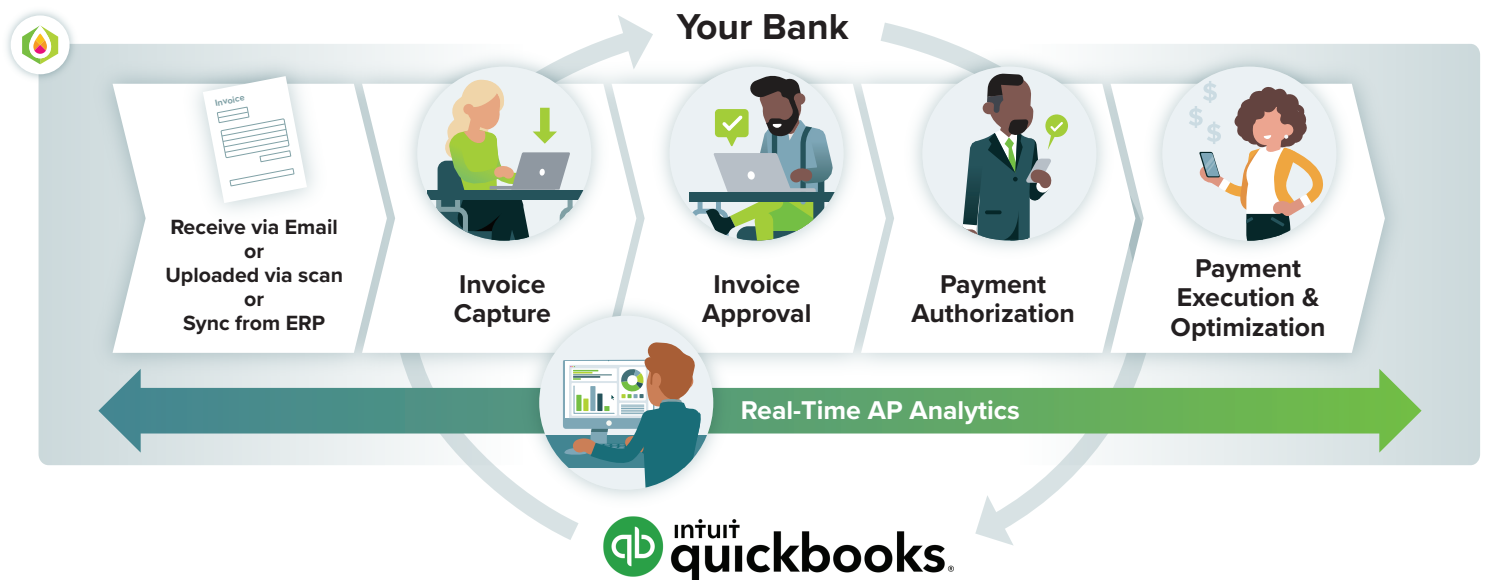 Your Bank
Invoice
Receive via Email
or
Uploaded via scan
or
Sync from ERP
Invoice
Capture
Invoice
Approval
Payment
Authorization
Payment
Execution &
Optimization
$
$
$
Real-Time AP Analytics
qb
intuit
quickbooks®